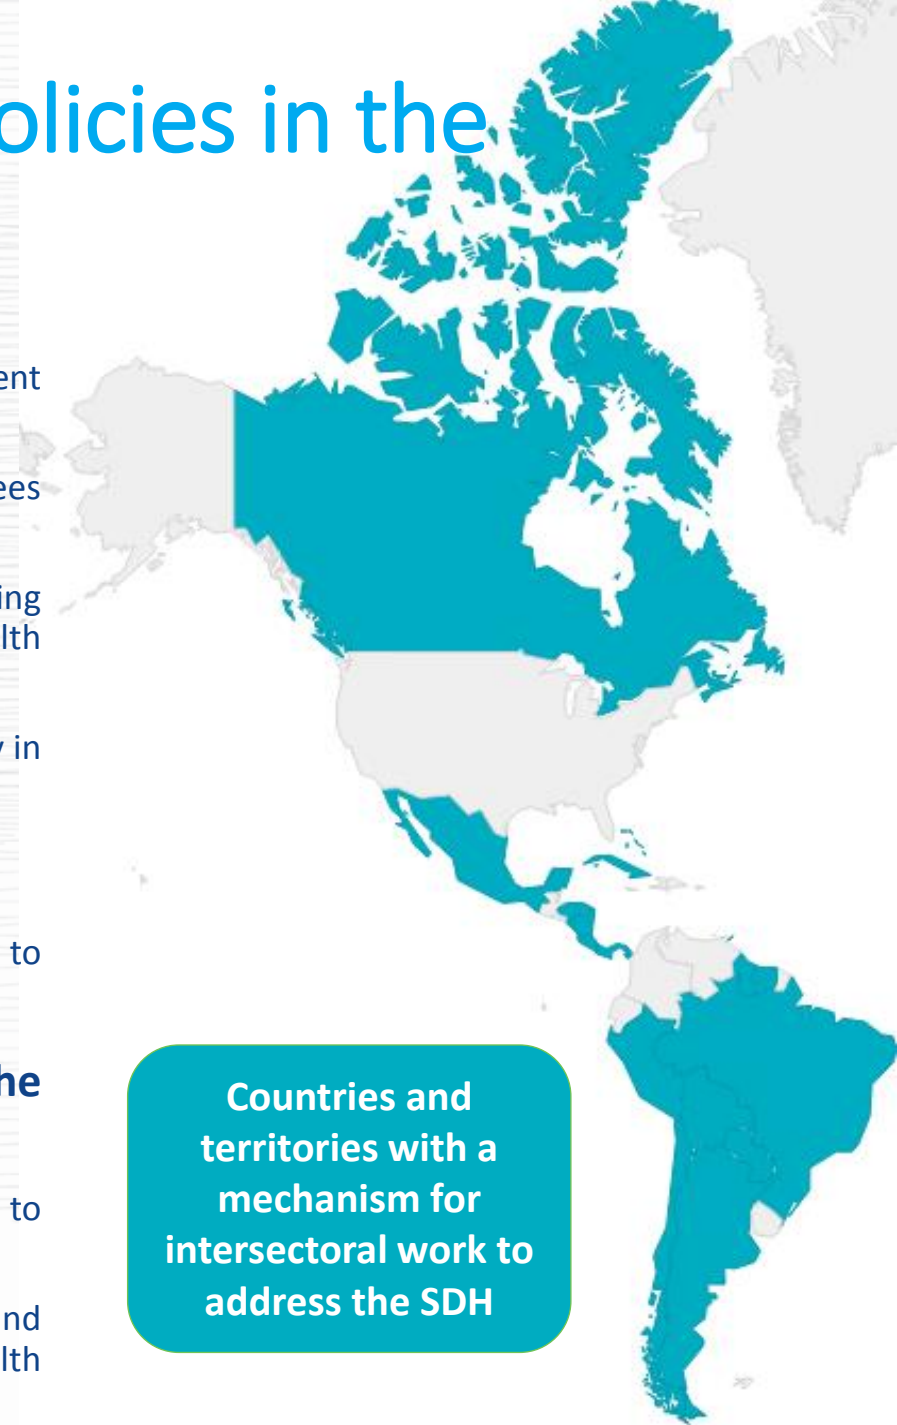 olicies in the
ent
ees
ing
lth
y in
to
he
to
nd
lth
Countries and
territories with a
mechanism for
intersectoral work to
address the SDH